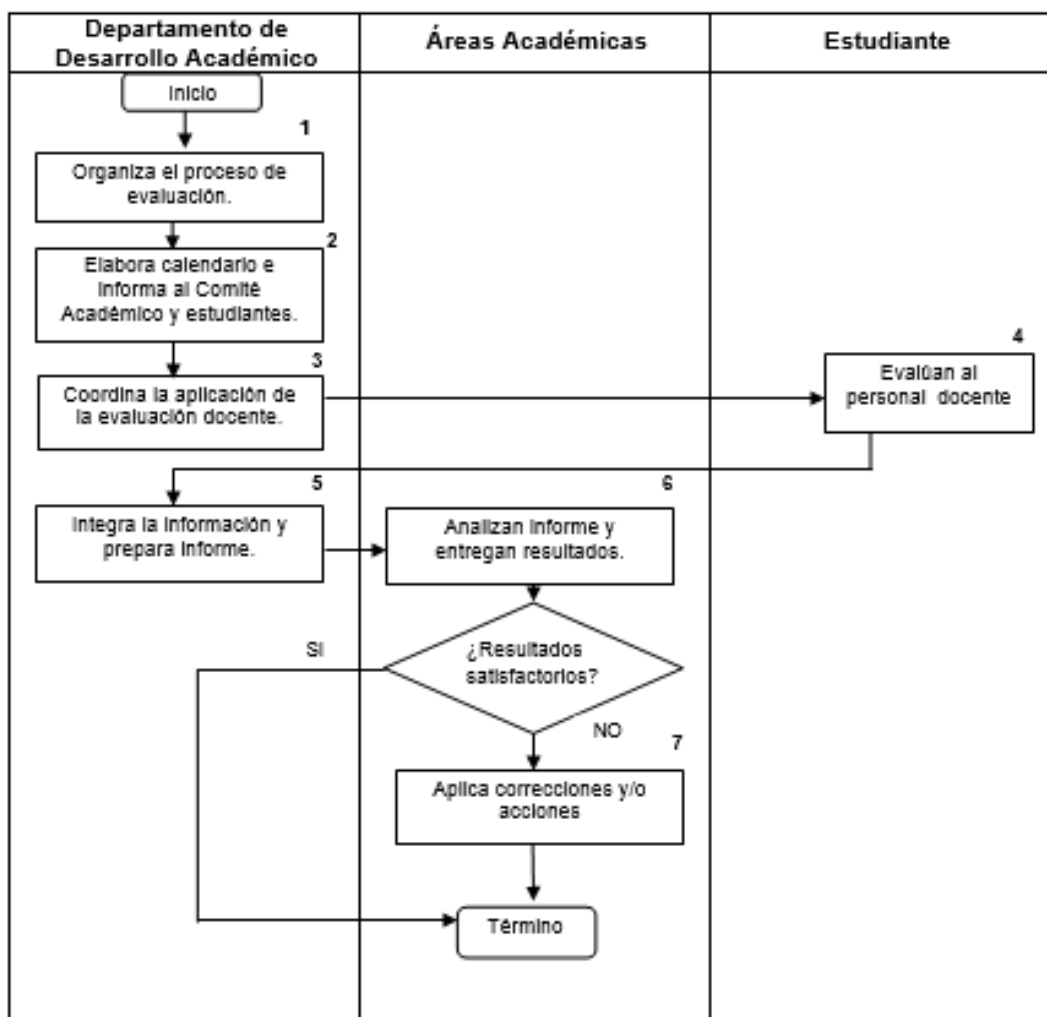 Departamento de
Desarrollo Académico
Áreas Académicas
Estudiante
Inicio
1
Organiza el proceso de
evaluación.
2
Elabora calendario e
informa al Comité
Académico y estudiantes.
3
Coordina la aplicación de
la evaluación docente.
4
Evalúan al
personal docente
5
Integra la información y
prepara informe.
6
Analizan informe y
entregan resultados.
¿Resultados
satisfactorios?
SI
NO
7
Aplica correcciones y/o
acciones
Término